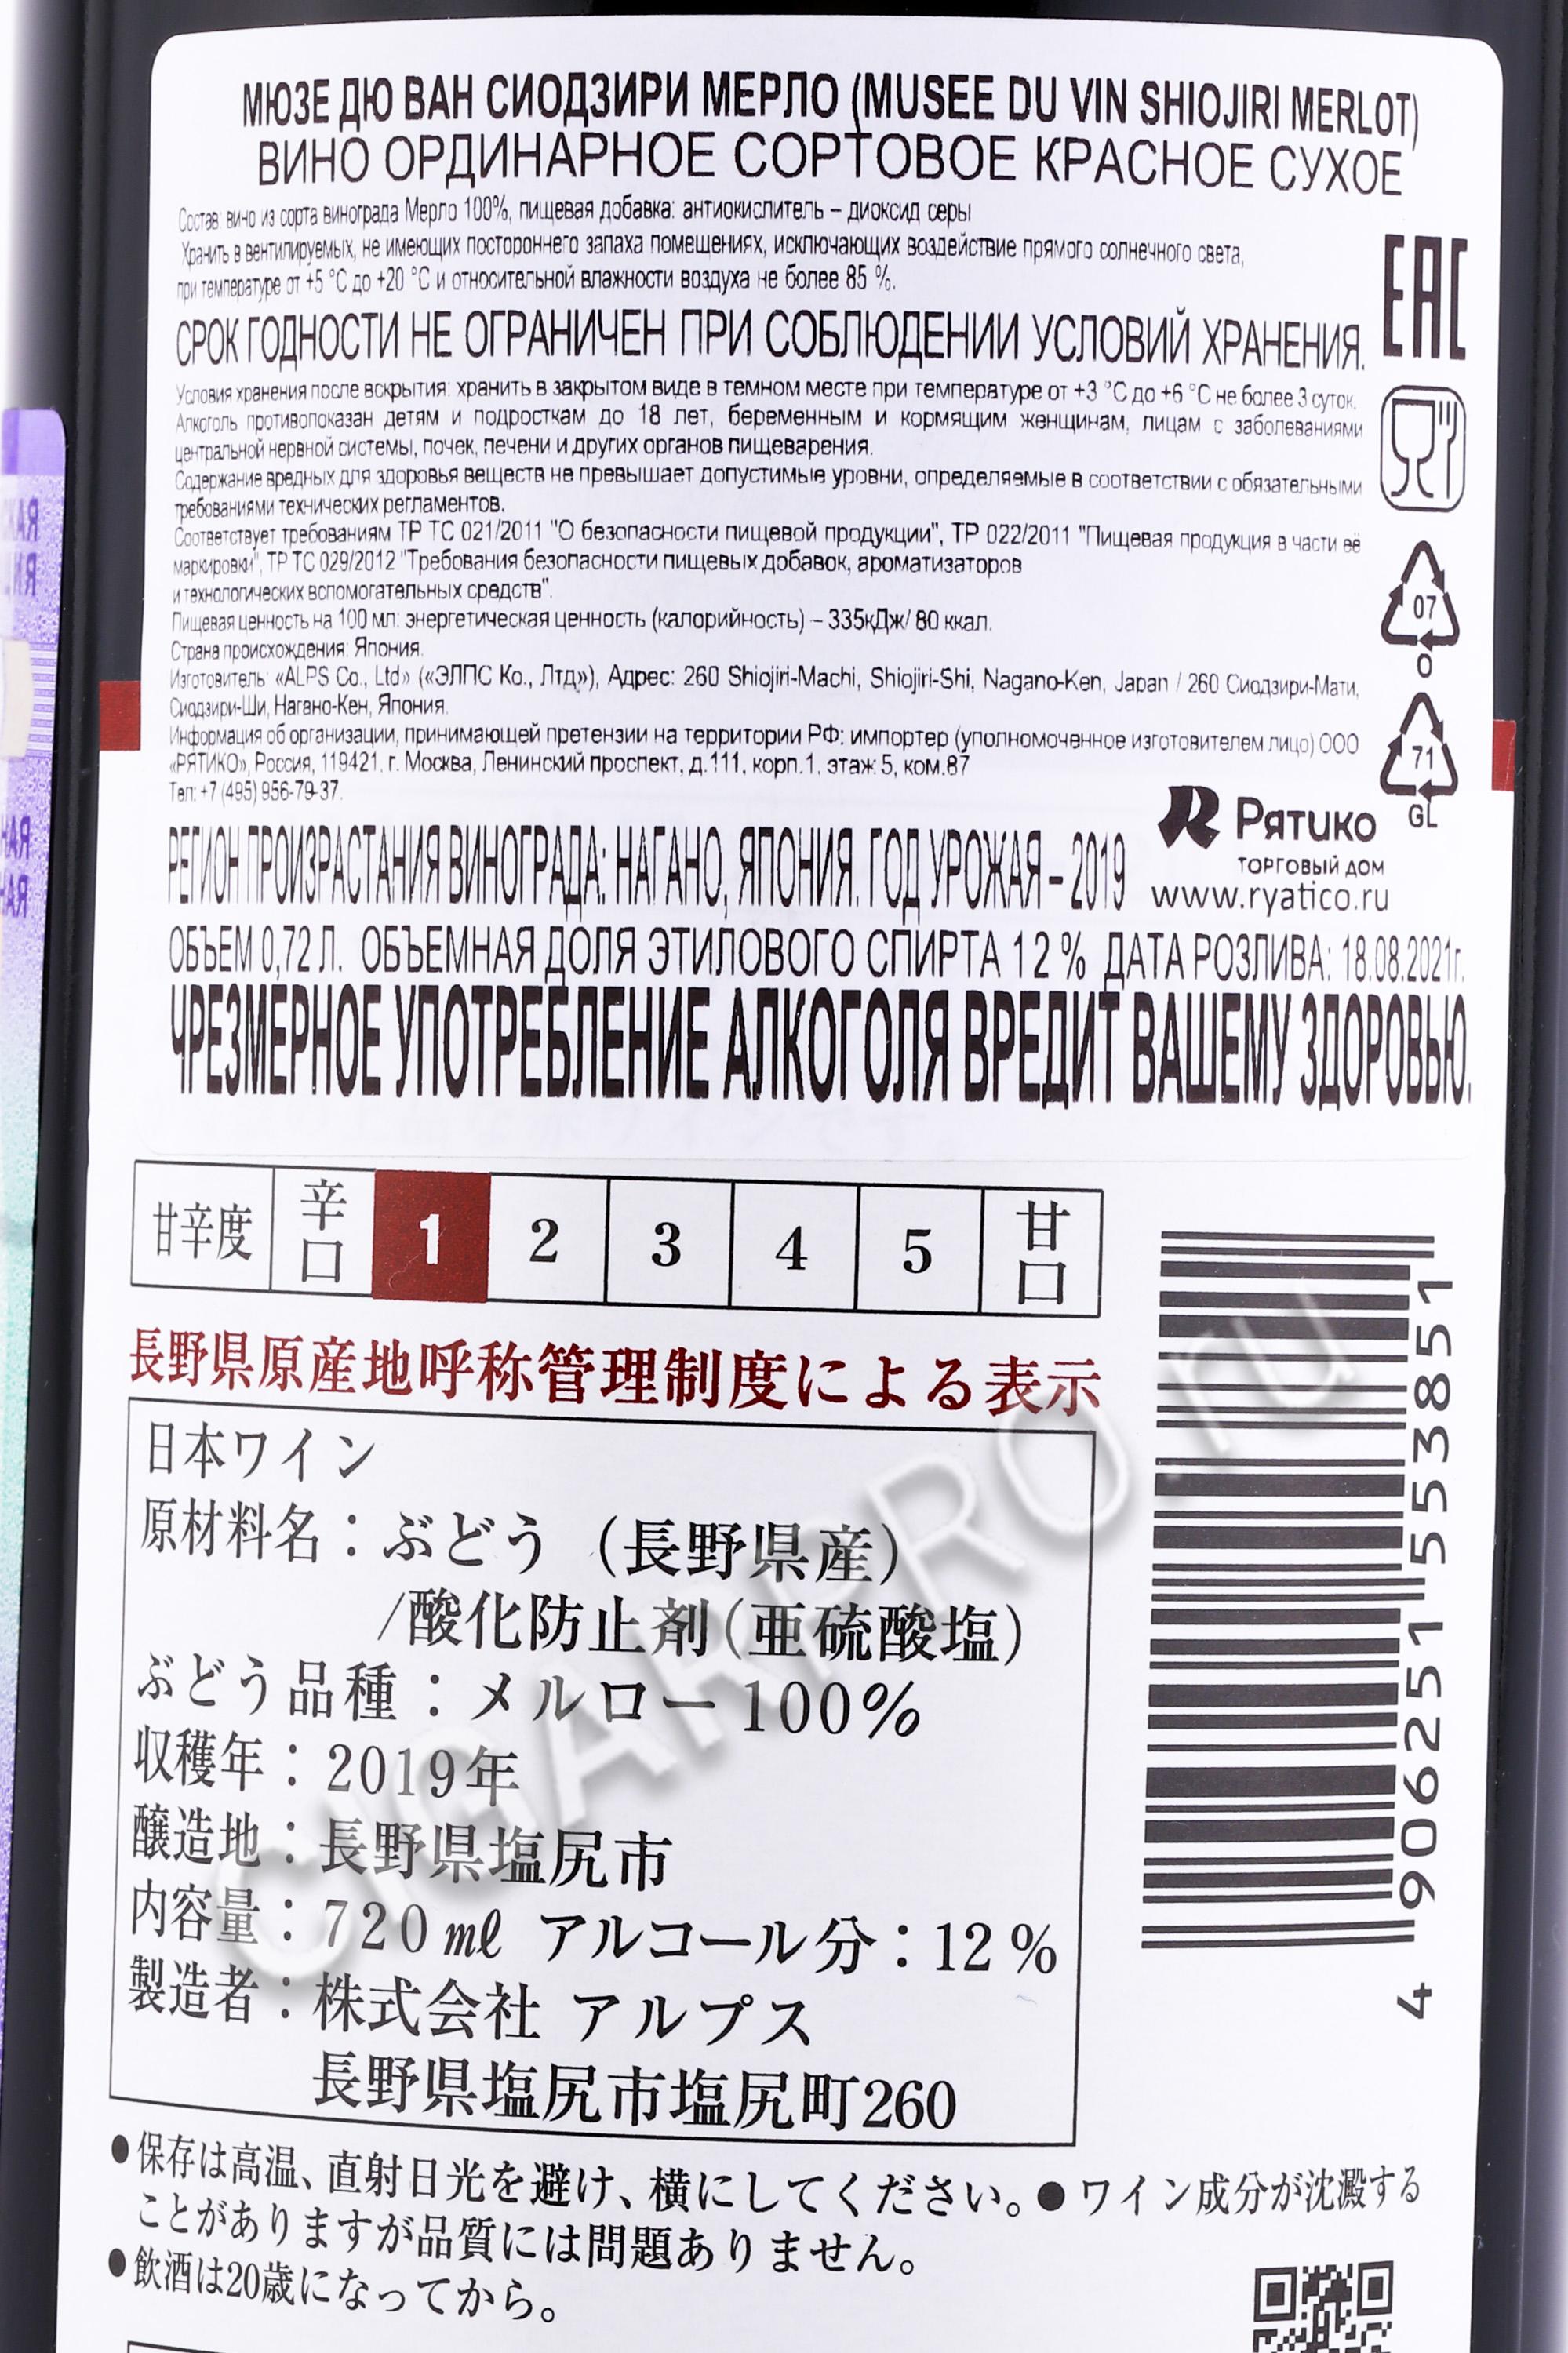 МЮЗЕ ДЮ ВАН СИОДЗИРИ МЕРЛО (MUSEE DU VIN SHIOJIRI MERLOT)
ВИНО ОРДИНАРНОЕ СОРТОВОЕ КРАСНОЕ СУХОЕ
Состав: вино из сорта винограда Мерло 100%, пищевая добавка: антиокислитель – диоксид серы
Хранить в вентилируемых, не имеющих постороннего запаха помещениях, исключающих воздействие прямого солнечного света,
при температуре от +5 °С до +20 °С и относительной влажности воздуха не более 85 %.
СРОК ГОДНОСТИ НЕ ОГРАНИЧЕН ПРИ СОБЛЮДЕНИИ УСЛОВИЙ ХРАНЕНИЯ.
EAC
Условия хранения после вскрытия: хранить в закрытом виде в темном месте при температуре от +3 °С до +6 °С не более 3 суток.
Алкоголь противопоказан детям и подросткам до 18 лет, беременным и кормящим женщинам, лицам с заболеваниями
центральной нервной системы, почек, печени и других органов пищеварения.
Содержание вредных для здоровья веществ не превышает допустимые уровни, определяемые в соответствии с обязательными
требованиями технических регламентов.
Соответствует требованиям ТР ТС 021/2011 "О безопасности пищевой продукции", ТР 022/2011 "Пищевая продукция в части её
маркировки", ТР ТС 029/2012 "Требования безопасности пищевых добавок, ароматизаторов
и технологических вспомогательных средств".
Пищевая ценность на 100 мл: энергетическая ценность (калорийность) – 335кДж/ 80 ккал.
Страна происхождения: Япония.
Изготовитель: «ALPS Co., Ltd» («ЭЛПС Ко., Лтд»), Адрес: 260 Shiojiri-Machi, Shiojiri-Shi, Nagano-Ken, Japan / 260 Сиодзири-Мати,
Сиодзири-Ши, Нагано-Кен, Япония.
Информация об организации, принимающей претензии на территории РФ: импортер (уполномоченное изготовителем лицо) ООО
«РЯТИКО», Россия, 119421, г. Москва, Ленинский проспект, д.111, корп.1, этаж 5, ком.87
Тел: +7 (495) 956-79-37.
07
O
71
GL
Рятико
ТОРГОВЫЙ ДОМ
www.ryatico.ru
РЕГИОН ПРОИЗРАСТАНИЯ ВИНОГРАДА: НАГАНО, ЯПОНИЯ. ГОД УРОЖАЯ – 2019
ОБЪЕМ 0,72 Л. ОБЪЕМНАЯ ДОЛЯ ЭТИЛОВОГО СПИРТА 12 % ДАТА РОЗЛИВА: 18.08.2021г.
ЧРЕЗМЕРНОЕ УПОТРЕБЛЕНИЕ АЛКОГОЛЯ ВРЕДИТ ВАШЕМУ ЗДОРОВЬЮ.
甘辛度 辛口 1 2 3 4 5 甘口
長野県原産地呼称管理制度による表示
日本ワイン
原材料名：ぶどう（長野県産）
/酸化防止剤(亜硫酸塩)
ぶどう品種：メルロー100%
収穫年：2019年
醸造地：長野県塩尻市
内容量：720㎖ アルコール分：12%
製造者：株式会社 アルプス
長野県塩尻市塩尻町260
4 906251 553851
●保存は高温、直射日光を避け、横にしてください。●ワイン成分が沈澱する
ことがありますが品質には問題ありません。
●飲酒は20歳になってから。
CIGARPRO.ru